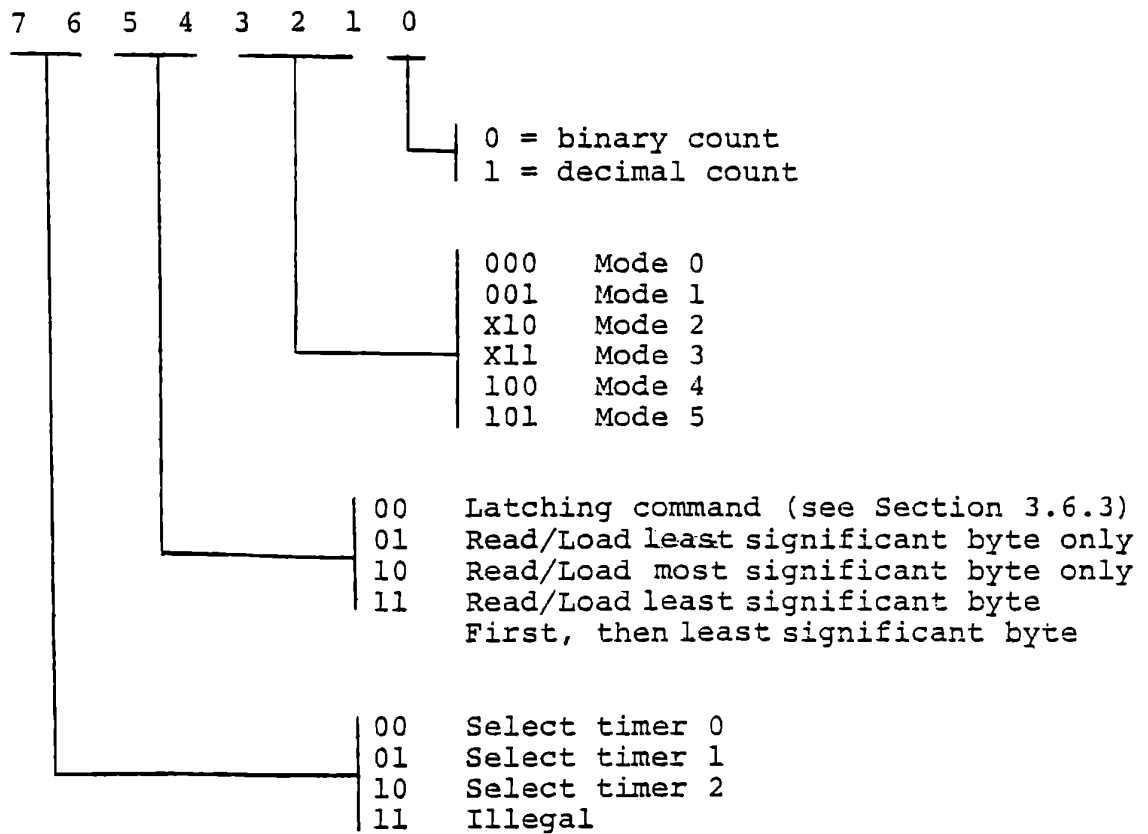 7 6 5 4 3 2 1 0
0 = binary count
1 = decimal count
000 Mode 0
001 Mode 1
X10 Mode 2
X11 Mode 3
100 Mode 4
101 Mode 5
00 Latching command (see Section 3.6.3)
01 Read/Load least significant byte only
10 Read/Load most significant byte only
11 Read/Load least significant byte
First, then least significant byte
00 Select timer 0
01 Select timer 1
10 Select timer 2
11 Illegal